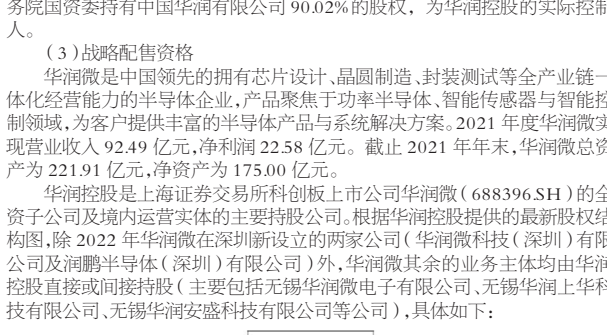 务院国资委持有中国华润有限公司 90.02%的股权，为华润控股的实际控制
人。
（3）战略配售资格
华润微是中国领先的拥有芯片设计、晶圆制造、封装测试等全产业链一
体化经营能力的半导体企业，产品聚焦于功率半导体、智能传感器与智能控
制领域，为客户提供丰富的半导体产品与系统解决方案。2021 年度华润微实
现营业收入 92.49 亿元，净利润 22.58 亿元。截止 2021 年年末，华润微总资
产为 221.91 亿元，净资产为 175.00 亿元。
华润控股是上海证券交易所科创板上市公司华润微（688396.SH）的全
资子公司及境内运营实体的主要持股公司。根据华润控股提供的最新股权结
构图，除 2022 年华润微在深圳新设立的两家公司（华润微科技（深圳）有限
公司及润鹏半导体（深圳）有限公司）外，华润微其余的业务主体均由华润
控股直接或间接持股（主要包括无锡华润微电子有限公司、无锡华润上华科
技有限公司、无锡华润安盛科技有限公司等公司），具体如下：